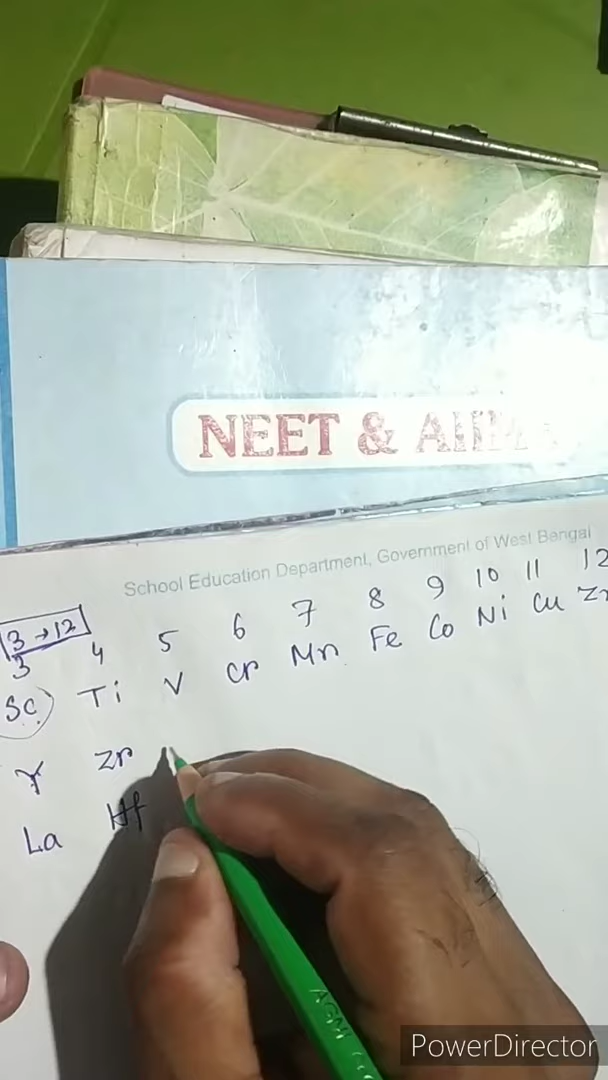 NEET &
School Education Department, Government of West Bengal
3 → 12
3 4 5 6 7 8 9 10 11 12
Sc Ti V Cr Mn Fe Co Ni Cu Zn
Y Zr
La Hf
PowerDirector